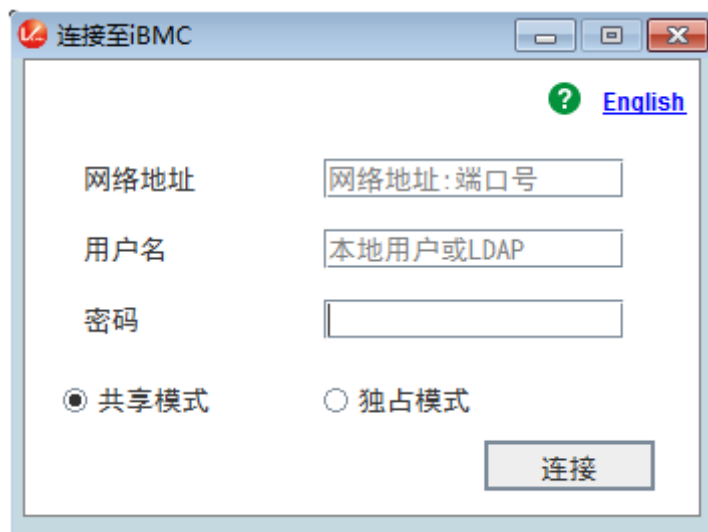 连接至iBMC
?
English
网络地址 网络地址:端口号
用户名 本地用户或LDAP
密码
共享模式 独占模式
连接